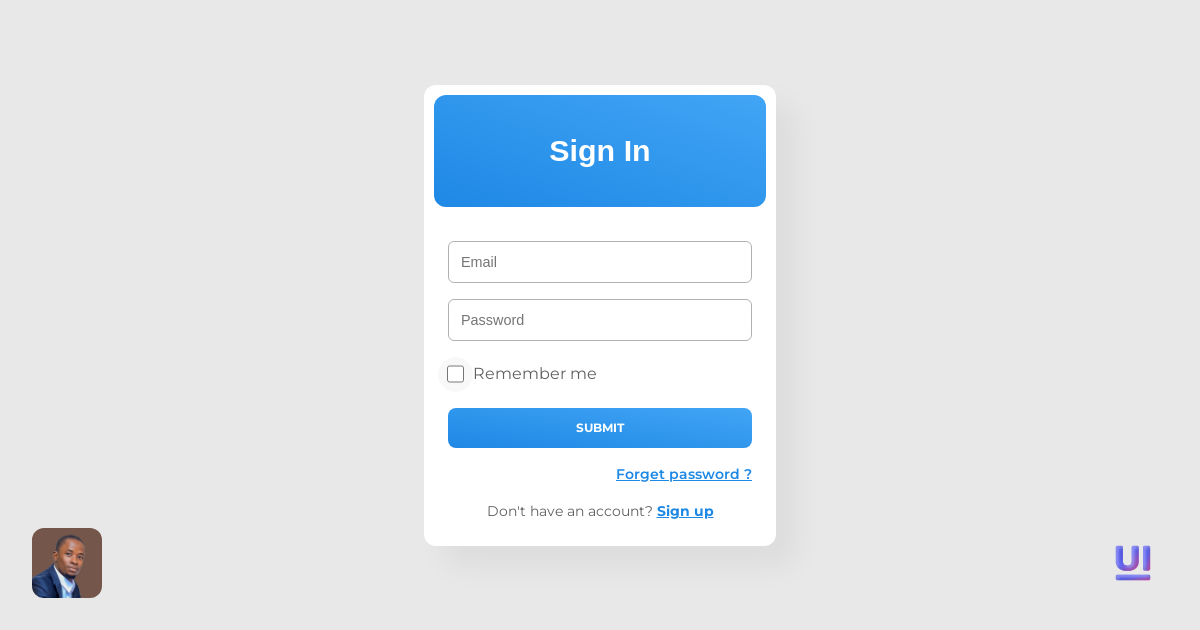 Sign In
Email
Password
Remember me
SUBMIT
Forget password ?
Don't have an account? Sign up
UI